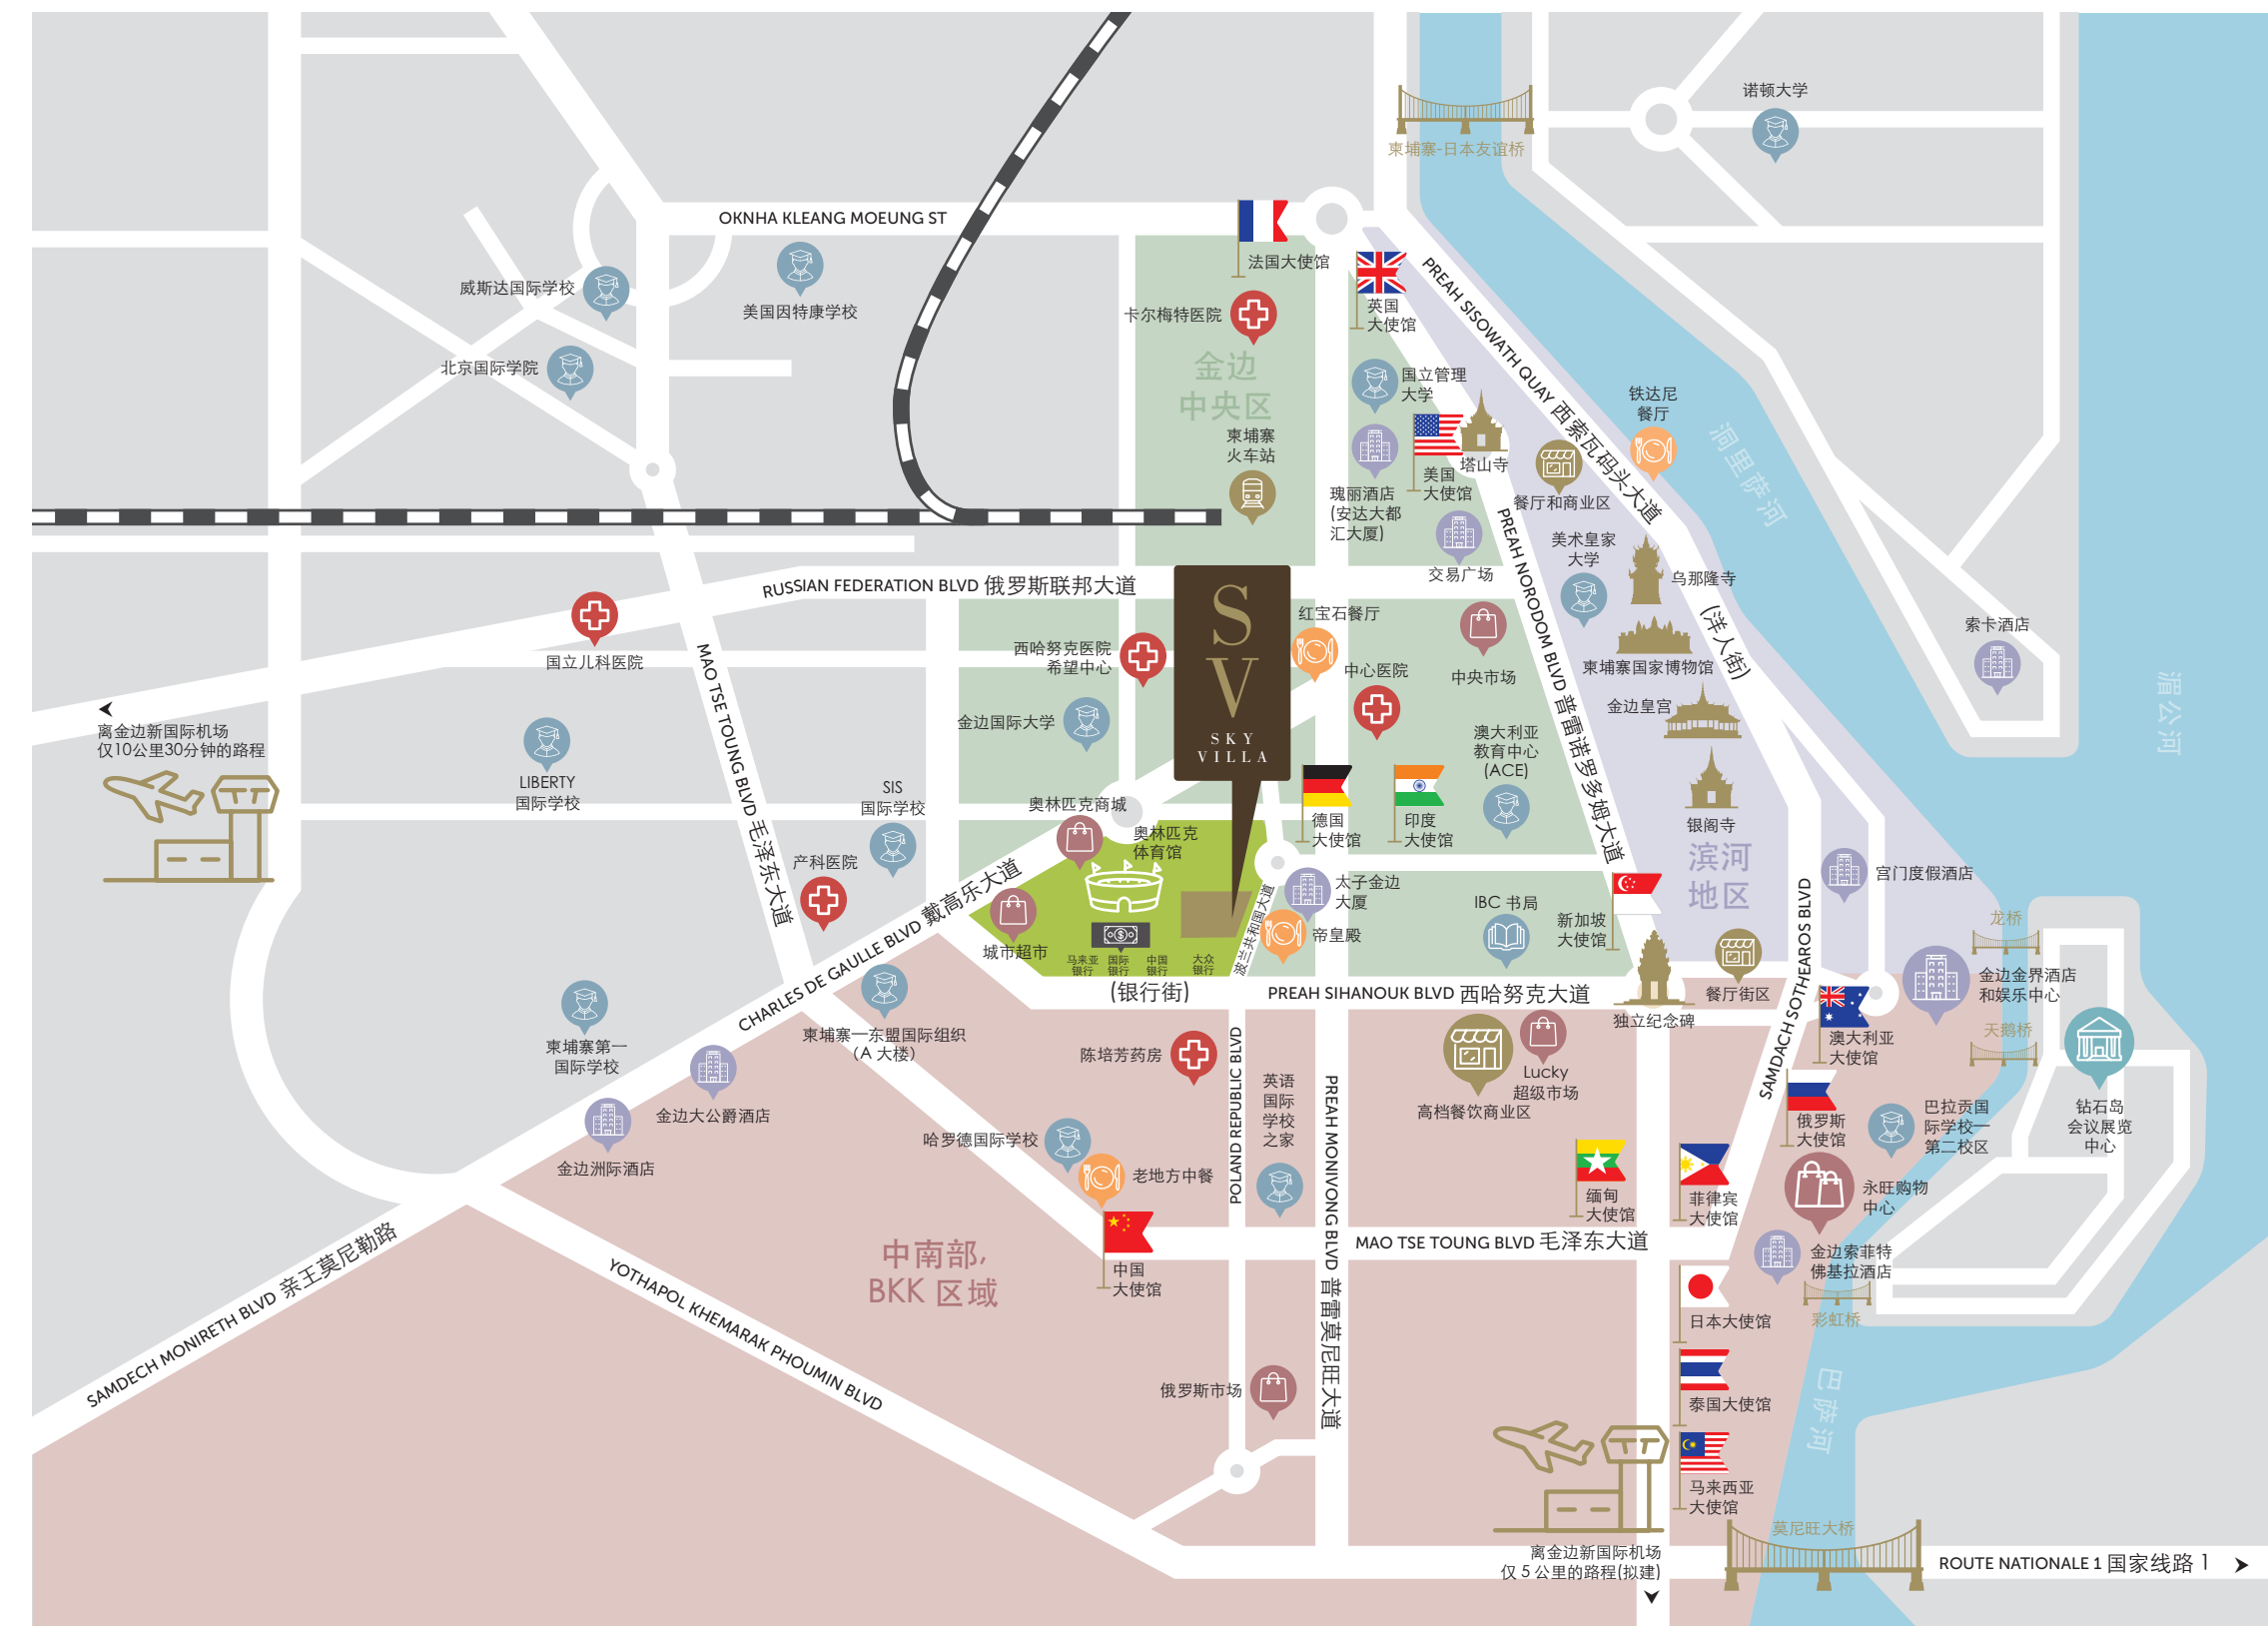 诺顿大学
柬埔寨-日本友谊桥
OKNHA KLEANG MOEUNG ST
法国大使馆
英国
大使馆
PREAH SISOWATH QUAY 西索瓦码头大道
(洋人街)
威斯达国际学校
美国因特康学校
卡尔梅特医院
北京国际学院
金边
中央区
国立管理
大学
铁达尼
餐厅
洞里萨河
柬埔寨
火车站
塔山寺
美国
大使馆
瑰丽酒店
(安达大都
汇大厦)
餐厅和商业区
美术皇家
大学
交易广场
乌那隆寺
RUSSIAN FEDERATION BLVD 俄罗斯联邦大道
PREAH NORODOM BLVD 普雷诺罗多姆大道
S
V
SKY
VILLA
红宝石餐厅
国立儿科医院
西哈努克医院
希望中心
中心医院
中央市场
柬埔寨国家博物馆
索卡酒店
湄公河
金边皇宫
MAO TSE TOUNG BLVD 毛泽东大道
金边国际大学
离金边新国际机场
仅10公里30分钟的路程
澳大利亚
教育中心
(ACE)
LIBERTY
国际学校
SIS
国际学校
奥林匹克商城
奥林匹克
体育馆
德国
大使馆
印度
大使馆
银阁寺
滨河
地区
产科医院
太子金边
大厦
宫门度假酒店
IBC 书局
新加坡
大使馆
帝皇殿
波兰共和国大道
龙桥
城市超市
马来亚
银行
国际
银行
中国
银行
大众
银行
(银行街)
CHARLES DE GAULLE BLVD 戴高乐大道
PREAH SIHANOUK BLVD 西哈努克大道
餐厅街区
金边金界酒店
和娱乐中心
独立纪念碑
SAMDACH SOTHEAROS BLVD
天鹅桥
澳大利亚
大使馆
柬埔寨一东盟国际组织
(A 大楼)
柬埔寨第一
国际学校
陈培芳药房
POLAND REPUBLIC BLVD
英语
国际
学校
之家
PREAH MONIVONG BLVD 普雷莫尼旺大道
Lucky
超级市场
高档餐饮商业区
金边大公爵酒店
金边洲际酒店
俄罗斯
大使馆
巴拉贡国
际学校一
第二校区
钻石岛
会议展览
中心
哈罗德国际学校
老地方中餐
缅甸
大使馆
菲律宾
大使馆
永旺购物
中心
中南部,
BKK 区域
中国
大使馆
MAO TSE TOUNG BLVD 毛泽东大道
金边索菲特
佛基拉酒店
彩虹桥
SAMDECH MONIRETH BLVD 亲王莫尼勒路
YOTHAPOL KHEMARAK PHOUMIN BLVD
日本大使馆
俄罗斯市场
泰国大使馆
巴萨河
马来西亚
大使馆
莫尼旺大桥
离金边新国际机场
仅 5 公里的路程(拟建)
ROUTE NATIONALE 1 国家线路 1